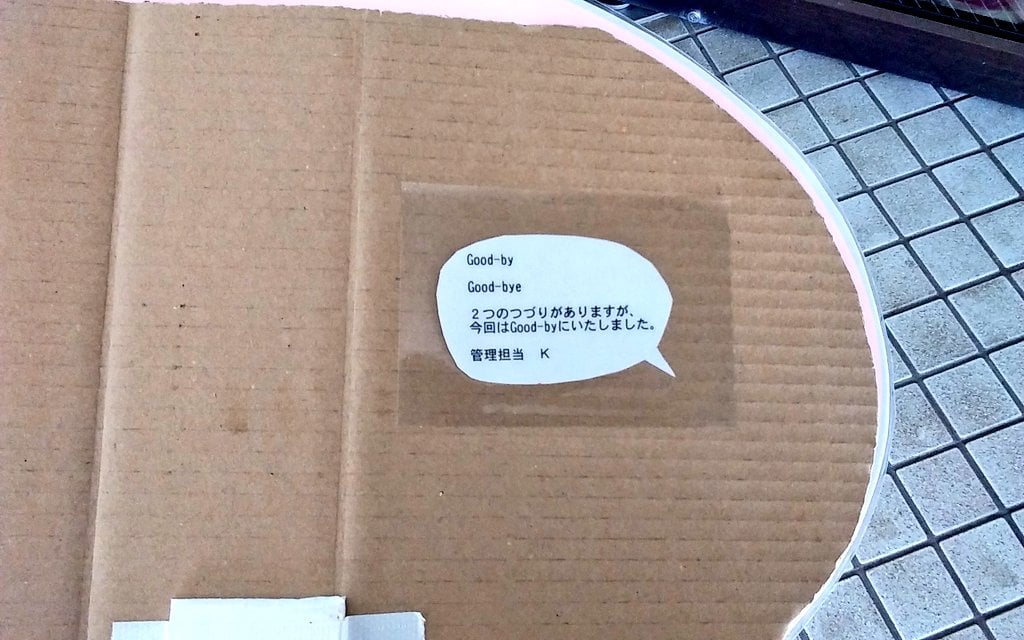 Good-by
Good-bye
２つのつづりがありますが、
今回はGood-byにいたしました。
管理担当　K